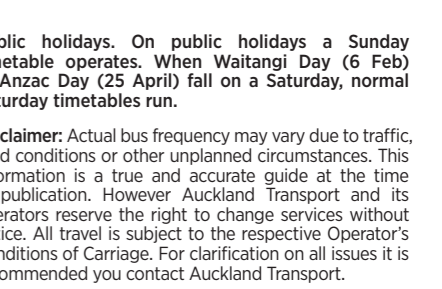 blic holidays. On public holidays a Sunday
etable operates. When Waitangi Day (6 Feb)
Anzac Day (25 April) fall on a Saturday, normal
urday timetables run.
claimer: Actual bus frequency may vary due to traffic,
d conditions or other unplanned circumstances. This
ormation is a true and accurate guide at the time
publication. However Auckland Transport and its
erators reserve the right to change services without
ice. All travel is subject to the respective Operator's
nditions of Carriage. For clarification on all issues it is
ommended you contact Auckland Transport.